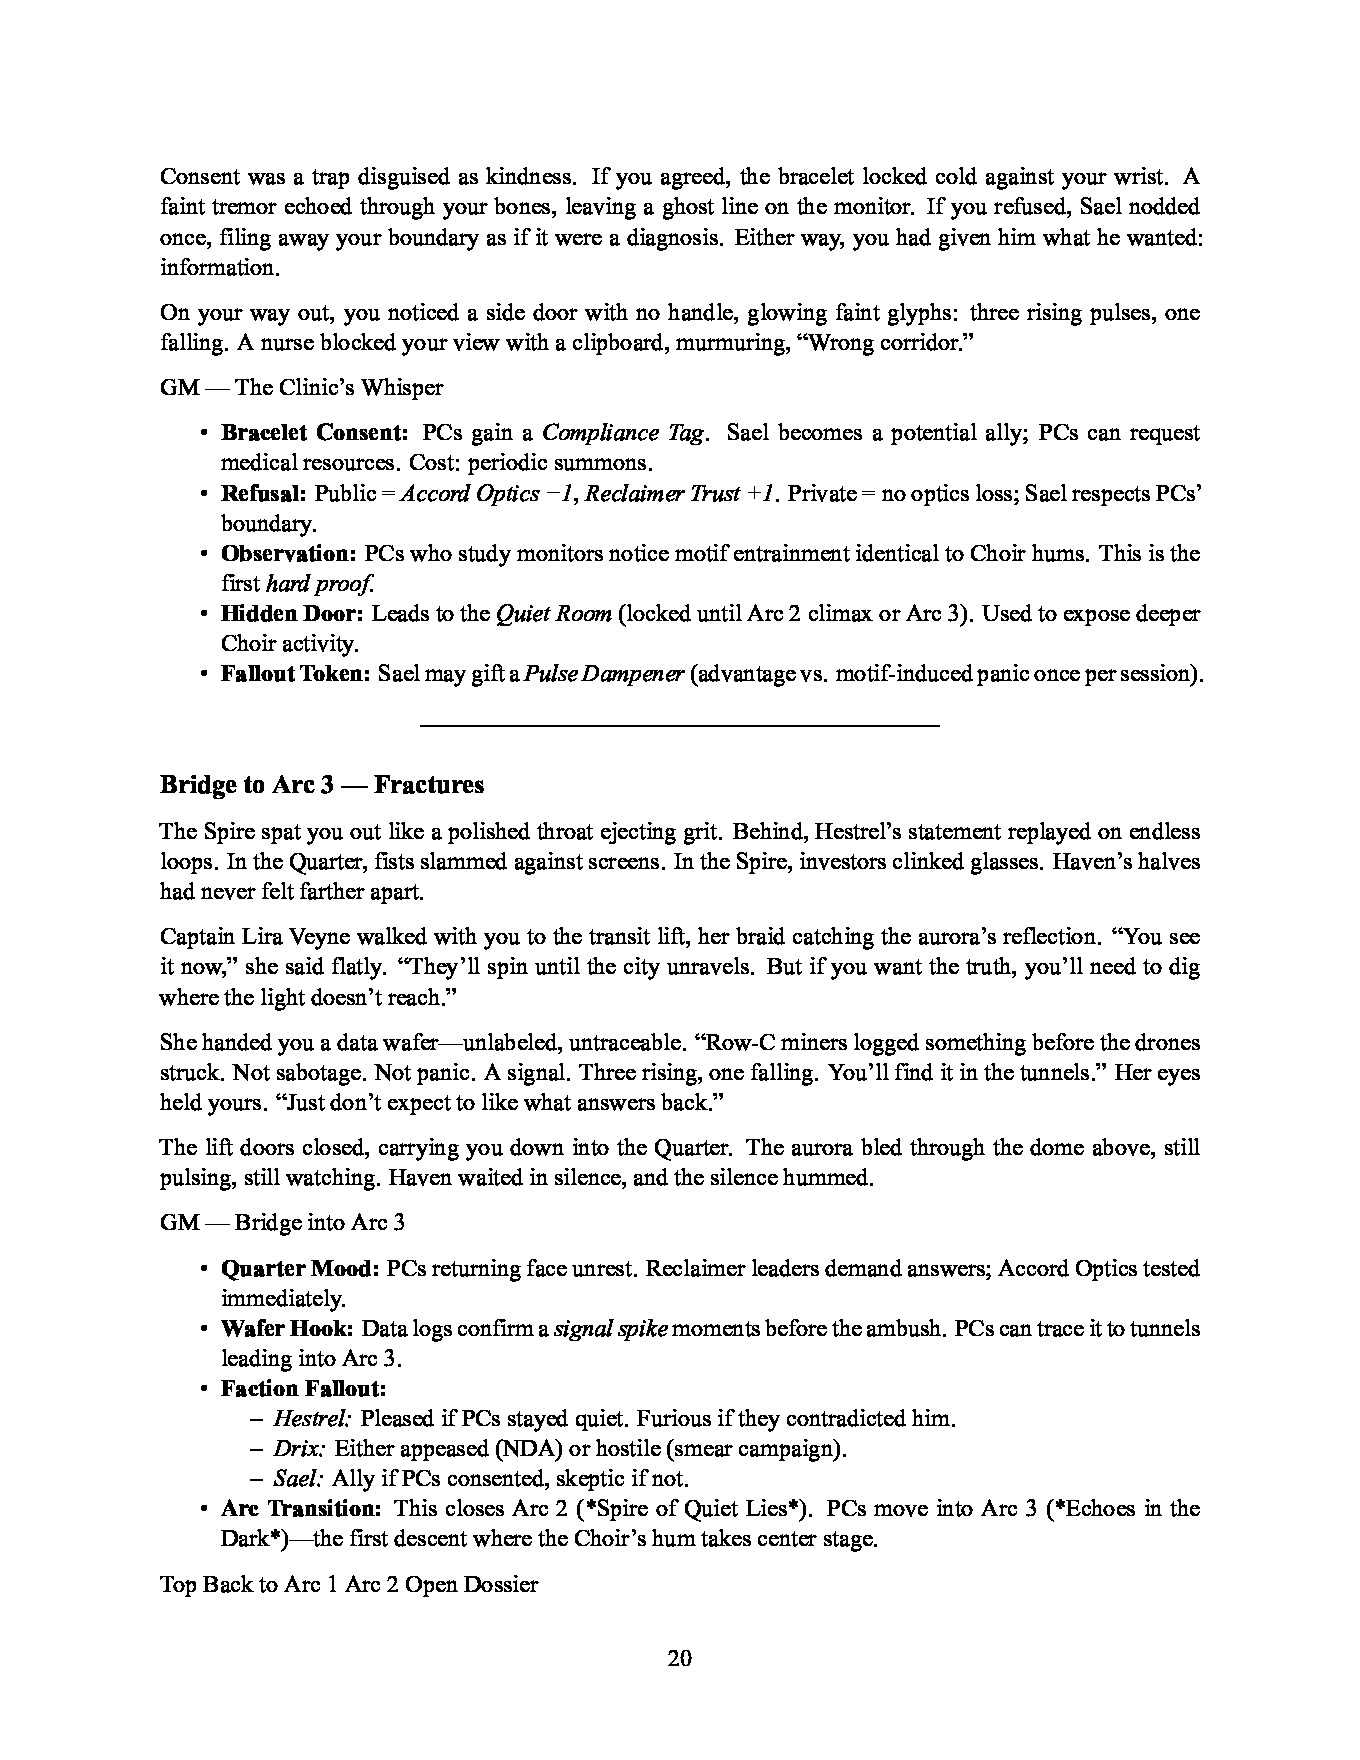 Consent was a trap disguised as kindness. If you agreed, the bracelet locked cold against your wrist. A
faint tremor echoed through your bones, leaving a ghost line on the monitor. If you refused, Sael nodded
once, filing away your boundary as if it were a diagnosis. Either way, you had given him what he wanted:
information.
On your way out, you noticed a side door with no handle, glowing faint glyphs: three rising pulses, one
falling. A nurse blocked your view with a clipboard, murmuring, “Wrong corridor.”
GM — The Clinic’s Whisper
• Bracelet Consent: PCs gain a Compliance Tag. Sael becomes a potential ally; PCs can request
medical resources. Cost: periodic summons.
• Refusal: Public = Accord Optics −1, Reclaimer Trust +1. Private = no optics loss; Sael respects PCs’
boundary.
• Observation: PCs who study monitors notice motif entrainment identical to Choir hums. This is the
first hard proof.
• Hidden Door: Leads to the Quiet Room (locked until Arc 2 climax or Arc 3). Used to expose deeper
Choir activity.
• Fallout Token: Sael may gift a Pulse Dampener (advantage vs. motif-induced panic once per session).
Bridge to Arc 3 — Fractures
The Spire spat you out like a polished throat ejecting grit. Behind, Hestrel’s statement replayed on endless
loops. In the Quarter, fists slammed against screens. In the Spire, investors clinked glasses. Haven’s halves
had never felt farther apart.
Captain Lira Veyne walked with you to the transit lift, her braid catching the aurora’s reflection. “You see
it now,” she said flatly. “They’ll spin until the city unravels. But if you want the truth, you’ll need to dig
where the light doesn’t reach.”
She handed you a data wafer—unlabeled, untraceable. “Row-C miners logged something before the drones
struck. Not sabotage. Not panic. A signal. Three rising, one falling. You’ll find it in the tunnels.” Her eyes
held yours. “Just don’t expect to like what answers back.”
The lift doors closed, carrying you down into the Quarter. The aurora bled through the dome above, still
pulsing, still watching. Haven waited in silence, and the silence hummed.
GM — Bridge into Arc 3
• Quarter Mood: PCs returning face unrest. Reclaimer leaders demand answers; Accord Optics tested
immediately.
• Wafer Hook: Data logs confirm a signal spike moments before the ambush. PCs can trace it to tunnels
leading into Arc 3.
• Faction Fallout:
– Hestrel: Pleased if PCs stayed quiet. Furious if they contradicted him.
– Drix: Either appeased (NDA) or hostile (smear campaign).
– Sael: Ally if PCs consented, skeptic if not.
• Arc Transition: This closes Arc 2 (*Spire of Quiet Lies*). PCs move into Arc 3 (*Echoes in the
Dark*)—the first descent where the Choir’s hum takes center stage.
Top Back to Arc 1 Arc 2 Open Dossier
20